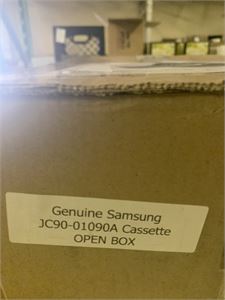 Genuine Samsung
JC90-01090A Cassette
OPEN BOX